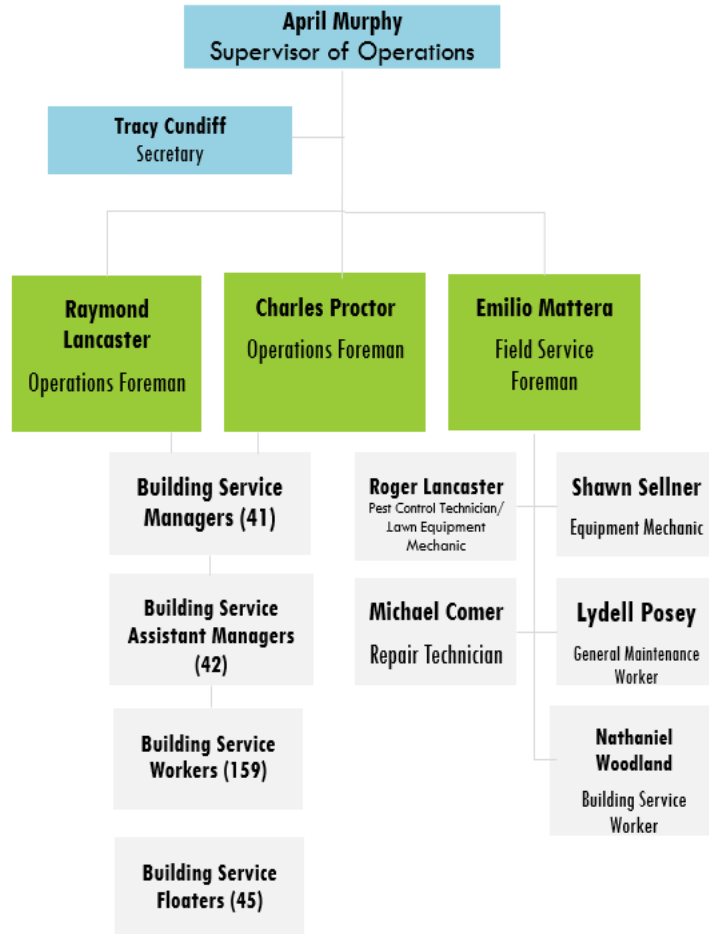 April Murphy
Supervisor of Operations
Tracy Cundiff
Secretary
Raymond
Lancaster
Operations Foreman
Charles Proctor
Operations Foreman
Emilio Mattera
Field Service
Foreman
Building Service
Managers (41)
Building Service
Assistant Managers
(42)
Building Service
Workers (159)
Building Service
Floaters (45)
Roger Lancaster
Pest Control Technician/
Lawn Equipment
Mechanic
Shawn Sellner
Equipment Mechanic
Michael Comer
Repair Technician
Lydell Posey
General Maintenance
Worker
Nathaniel
Woodland
Building Service
Worker